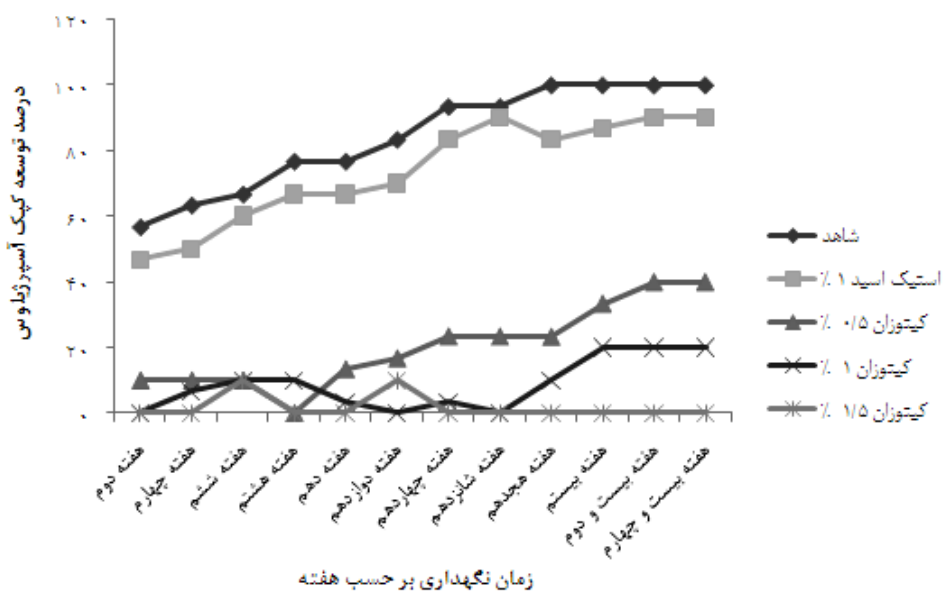 درصد توسعه کپک آسپرژیلوس
۱۲۰
۱۰۰
۸۰
۶۰
۴۰
۲۰
۰
هفته دوم
هفته چهارم
هفته ششم
هفته هشتم
هفته دهم
هفته دوازدهم
هفته چهاردهم
هفته شانزدهم
هفته هجدهم
هفته بیستم
هفته بیست و دوم
هفته بیست و چهارم
زمان نگهداری بر حسب هفته
شاهد
استیک اسید ۱ ٪
کیتوزان ۰/۵ ٪
کیتوزان ۱ ٪
کیتوزان ۱/۵ ٪